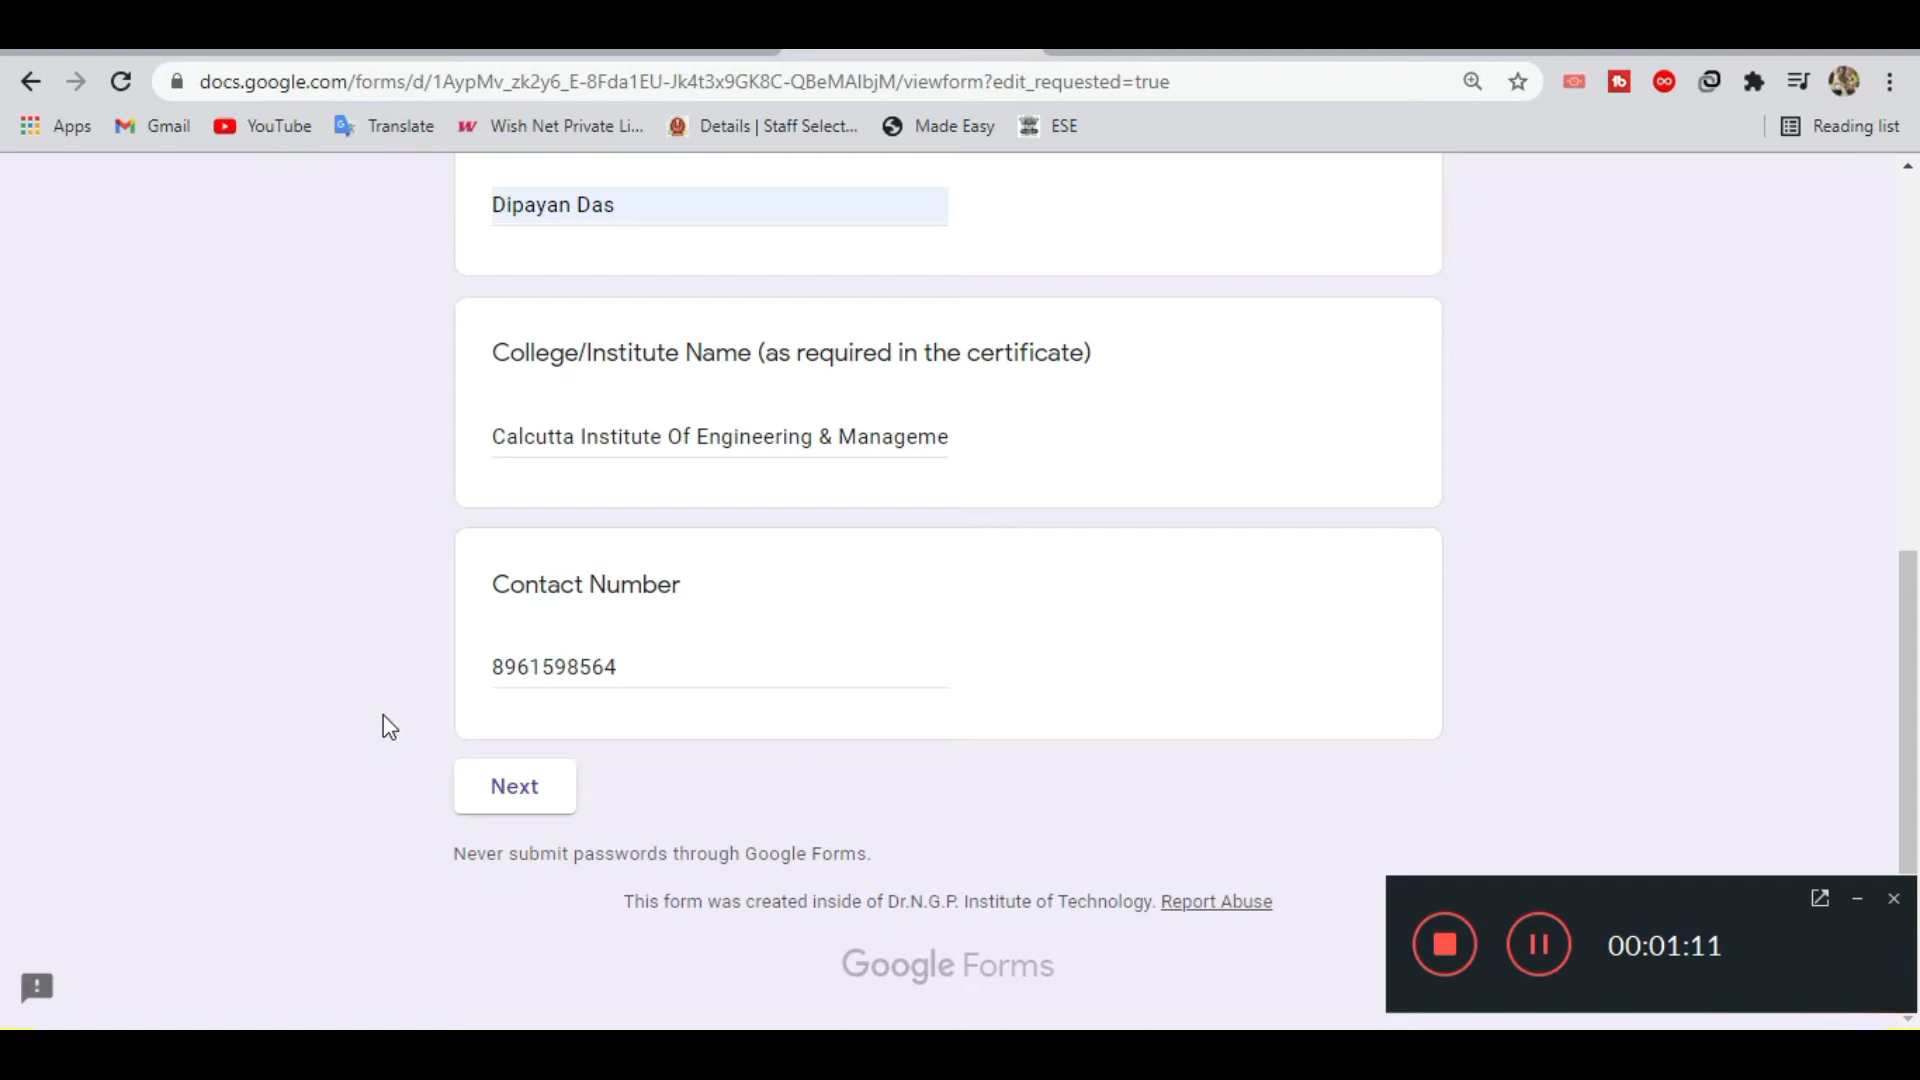 docs.google.com/forms/d/1AypMv_zk2y6_E-8Fda1EU-Jk4t3x9GK8C-QBeMAlbjM/viewform?edit_requested=true
Apps Gmail YouTube Translate Wish Net Private Li... Details | Staff Select... Made Easy ESE Reading list
Dipayan Das
College/Institute Name (as required in the certificate)
Calcutta Institute Of Engineering & Manageme
Contact Number
8961598564
Next
Never submit passwords through Google Forms.
This form was created inside of Dr.N.G.P. Institute of Technology. Report Abuse
Google Forms
00:01:11